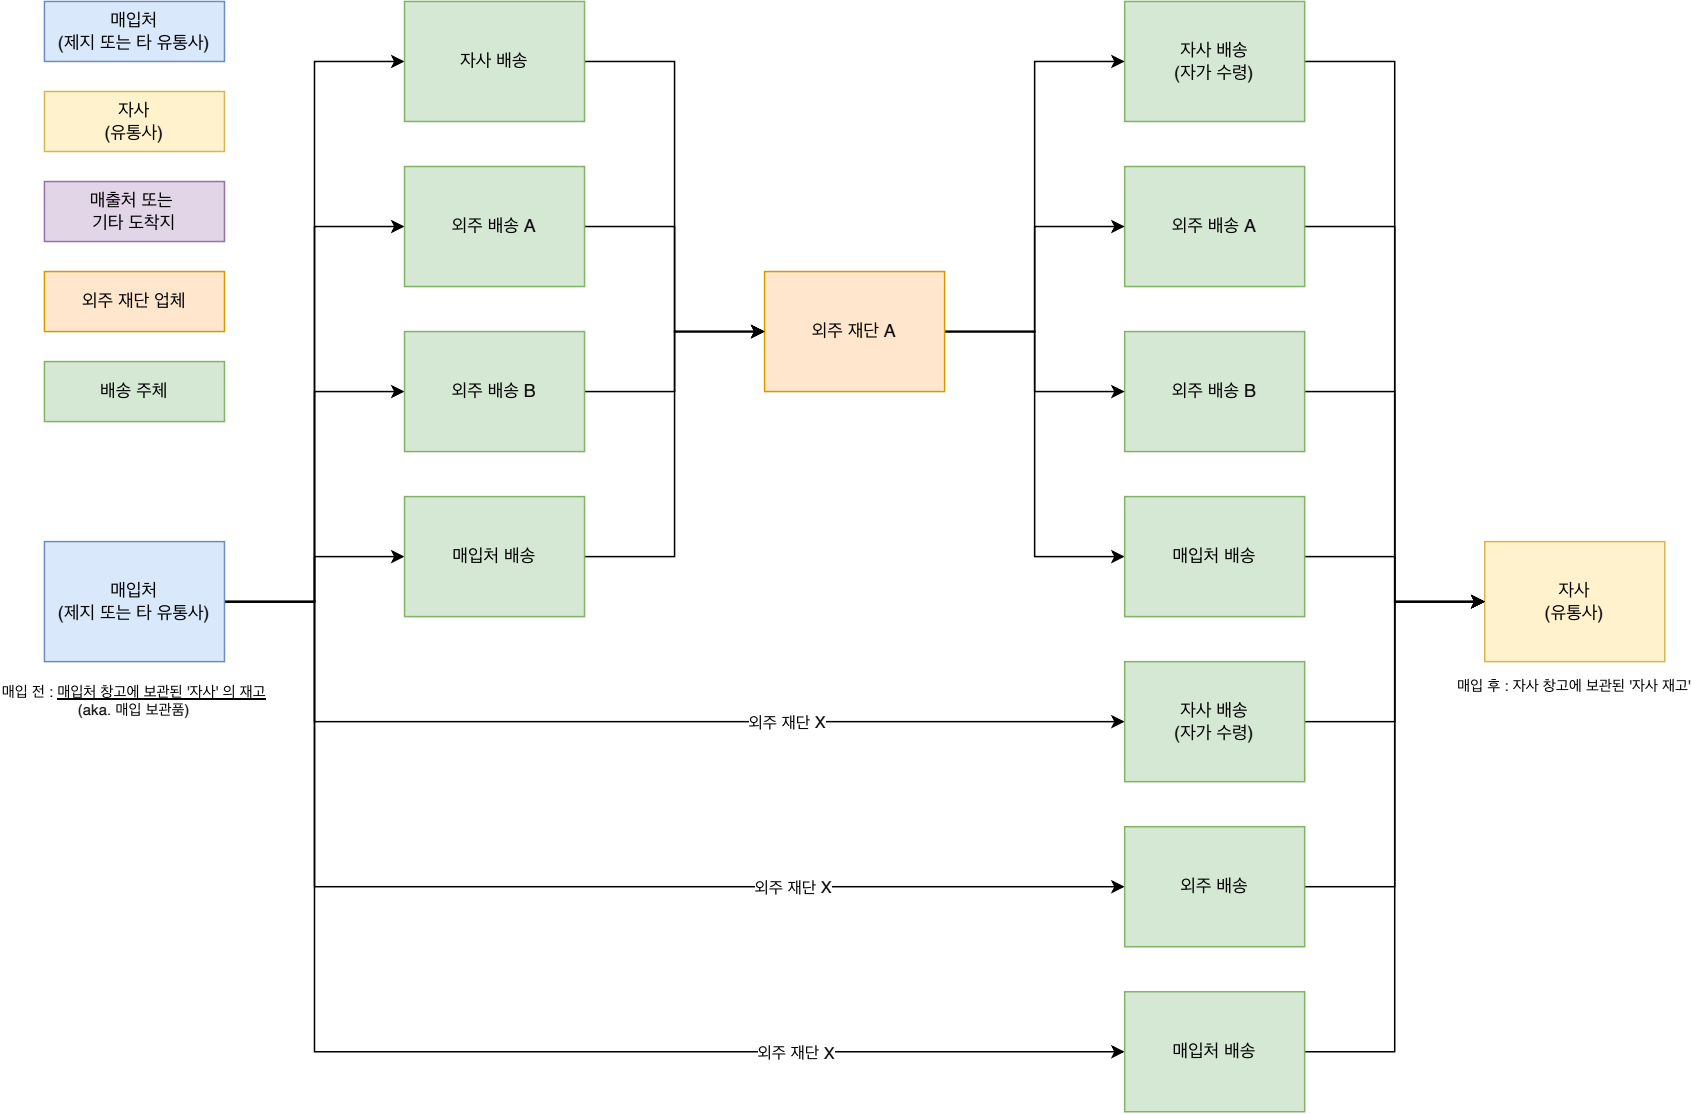 매입처
(제지 또는 타 유통사)
자사
(유통사)
매출처 또는
기타 도착지
외주 재단 업체
배송 주체
매입처
(제지 또는 타 유통사)
매입 전 : 매입처 창고에 보관된 '자사' 의 재고
(aka. 매입 보관품)
자사 배송
외주 배송 A
외주 배송 B
매입처 배송
외주 재단 A
외주 재단 X
외주 재단 X
외주 재단 X
자사 배송
(자가 수령)
외주 배송 A
외주 배송 B
매입처 배송
자사 배송
(자가 수령)
외주 배송
매입처 배송
자사
(유통사)
매입 후 : 자사 창고에 보관된 '자사 재고'